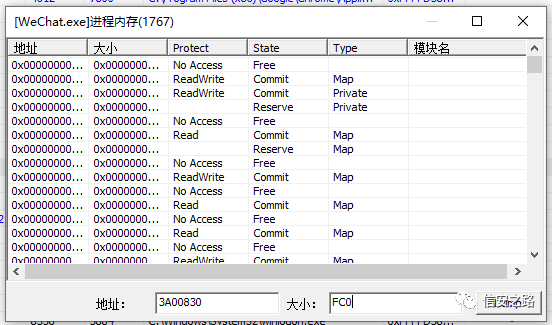 [WeChat.exe]进程内存(1767)
地址 大小 Protect State Type 模块名
0x00000000... 0x0000000... No Access Free
0x00000000... 0x0000000... ReadWrite Commit Map
0x00000000... 0x0000000... ReadWrite Commit Private
0x00000000... 0x0000000... Reserve Private
0x00000000... 0x0000000... No Access Free
0x00000000... 0x0000000... Read Commit Map
0x00000000... 0x0000000... Reserve Map
0x00000000... 0x0000000... No Access Free
0x00000000... 0x0000000... ReadWrite Commit Map
0x00000000... 0x0000000... No Access Free
0x00000000... 0x0000000... Read Commit Map
0x00000000... 0x0000000... No Access Free
0x00000000... 0x0000000... Read Commit Map
0x00000000... 0x0000000... No Access Free
0x00000000... 0x0000000... ReadWrite Commit Map
地址： 3A00830 大小： FC0 信安之路